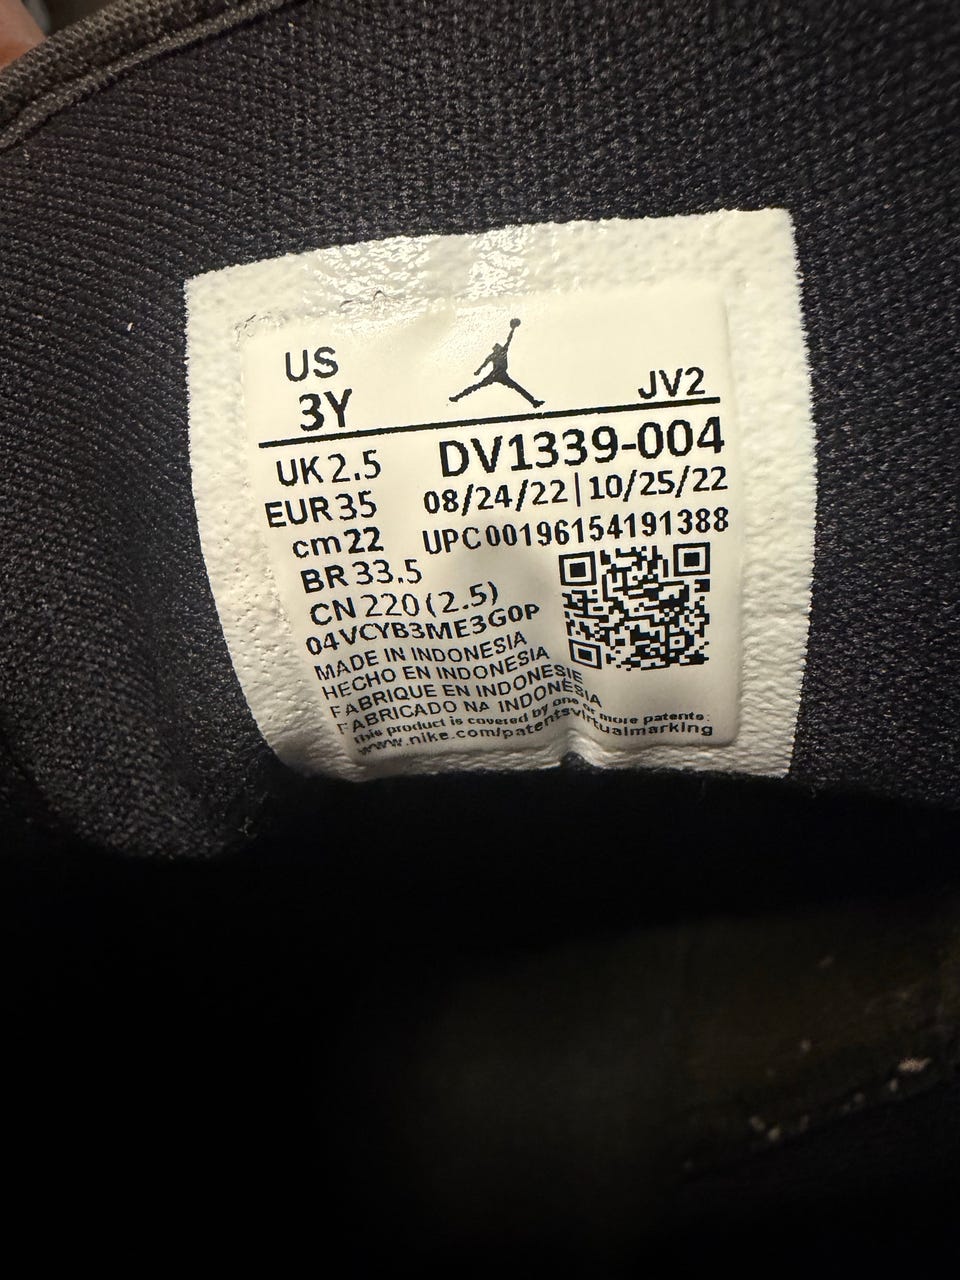 US
3Y
JV2
UK 2.5
DV1339-004
EUR 35
08/24/22|10/25/22
cm 22
UPC 00196154191388
BR 33.5
CN 220 (2.5)
04VCYB3ME3G0P
MADE IN INDONESIA
HECHO EN INDONESIA
FABRIQUE EN INDONESIE
FABRICADO NA INDONÉSIA
this product is covered by one or more patents:
www.nike.com/patentsvirtualmarking